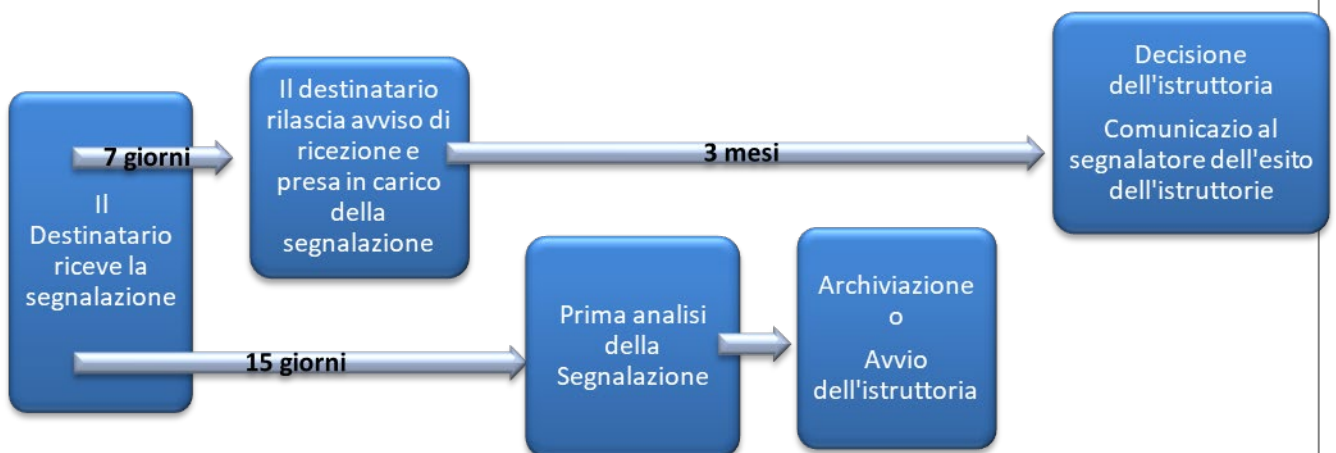 Il
Destinatario
riceve la
segnalazione
7 giorni
Il destinatario
rilascia avviso di
ricezione e
presa in carico
della
segnalazione
3 mesi
Decisione
dell'istruttoria
Comunicazio al
segnalatore dell'esito
dell'istruttorie
15 giorni
Prima analisi
della
Segnalazione
Archiviazione
o
Avvio
dell'istruttoria